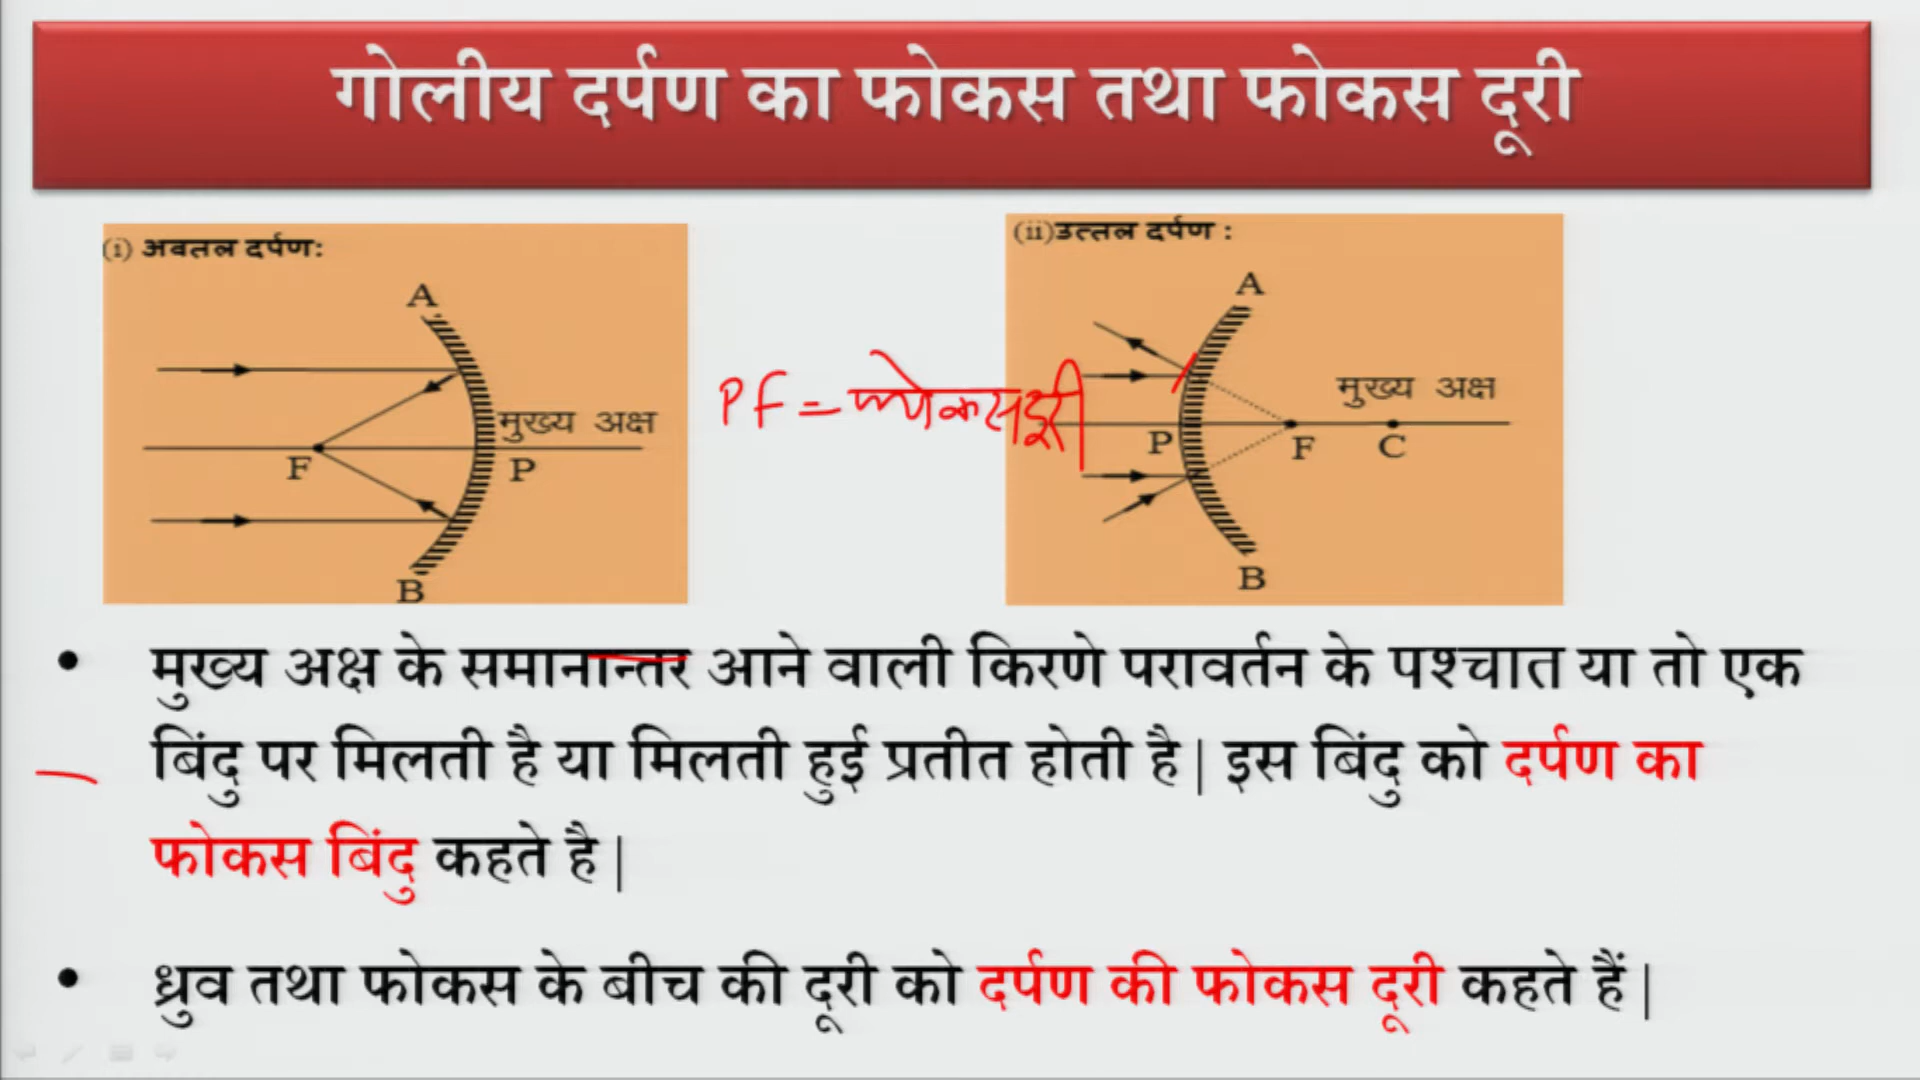 गोलीय दर्पण का फोकस तथा फोकस दूरी
(i) अवतल दर्पण:
A
मुख्य अक्ष
F
P
B
PF = फोकस दूरी
(ii)उत्तल दर्पण :
A
मुख्य अक्ष
P
F
C
B
• मुख्य अक्ष के समानान्तर आने वाली किरणे परावर्तन के पश्चात या तो एक
बिंदु पर मिलती है या मिलती हुई प्रतीत होती है| इस बिंदु को दर्पण का
फोकस बिंदु कहते है|
• ध्रुव तथा फोकस के बीच की दूरी को दर्पण की फोकस दूरी कहते हैं|